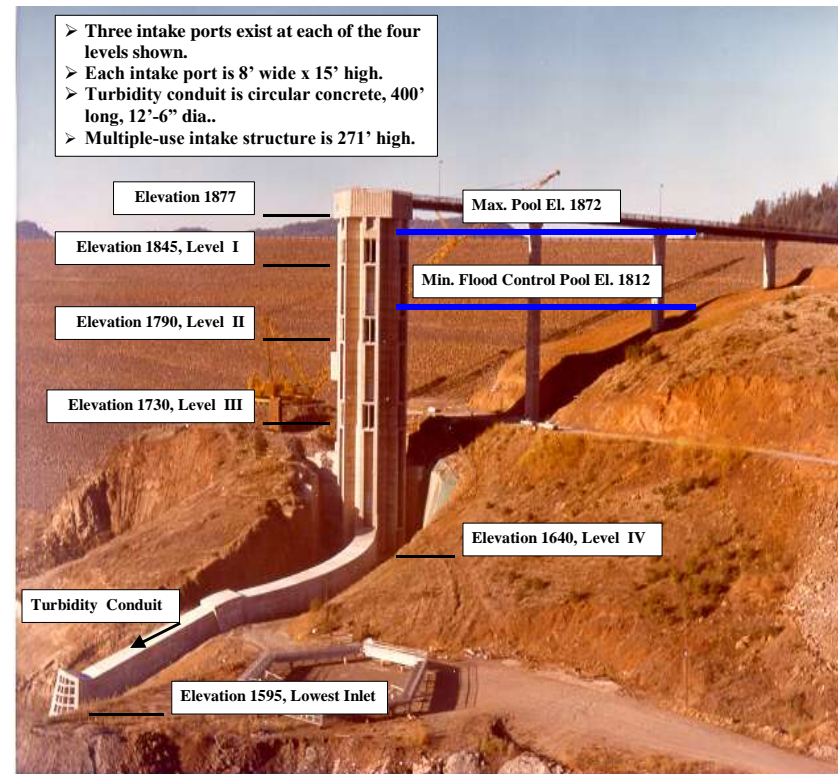 ➢ Three intake ports exist at each of the four
levels shown.
➢ Each intake port is 8’ wide x 15’ high.
➢ Turbidity conduit is circular concrete, 400’
long, 12’-6” dia..
➢ Multiple-use intake structure is 271’ high.
Elevation 1877
Max. Pool El. 1872
Elevation 1845, Level I
Min. Flood Control Pool El. 1812
Elevation 1790, Level II
Elevation 1730, Level III
Elevation 1640, Level IV
Turbidity Conduit
Elevation 1595, Lowest Inlet